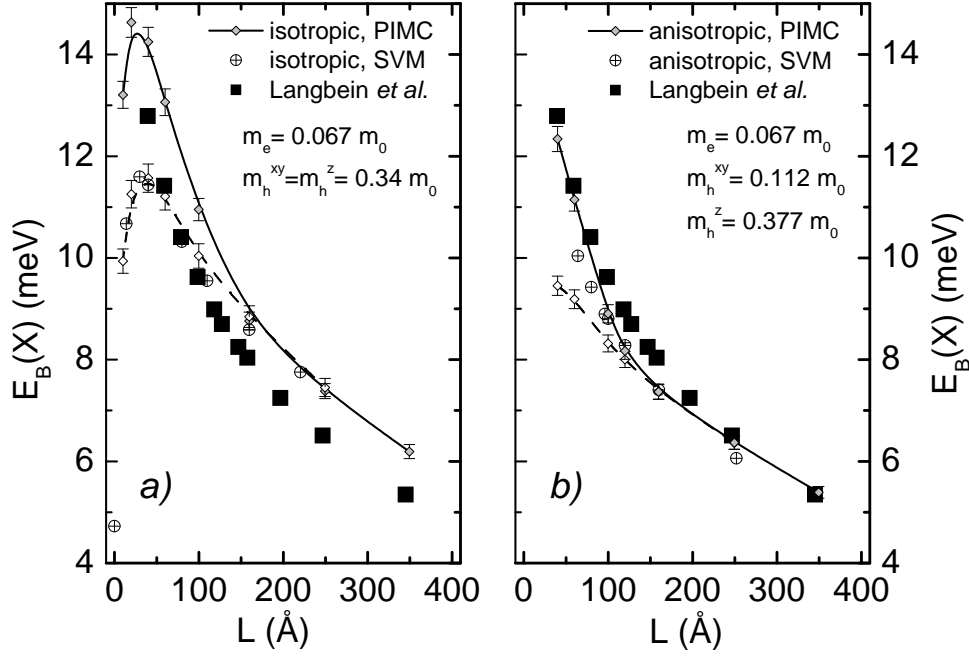 isotropic, PIMC
isotropic, SVM
Langbein et al.
m_e= 0.067 m_0
m_h^xy=m_h^z= 0.34 m_0
a)
E_B(X) (meV)
14
12
10
8
6
4
0 100 200 300 400
L (Å)
anisotropic, PIMC
anisotropic, SVM
Langbein et al.
m_e= 0.067 m_0
m_h^xy= 0.112 m_0
m_h^z= 0.377 m_0
b)
0 100 200 300 400
L (Å)
14
12
10
8
6
4
E_B(X) (meV)